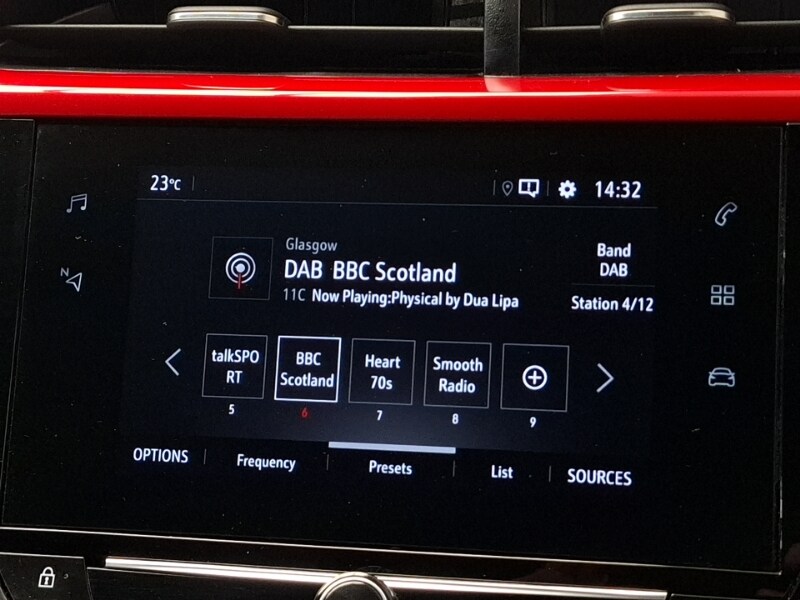 23°C 14:32
N
Glasgow
DAB BBC Scotland
11C Now Playing:Physical by Dua Lipa
Band
DAB
Station 4/12
talkSPO
RT
5
BBC
Scotland
6
Heart
70s
7
Smooth
Radio
8
9
OPTIONS Frequency Presets List SOURCES